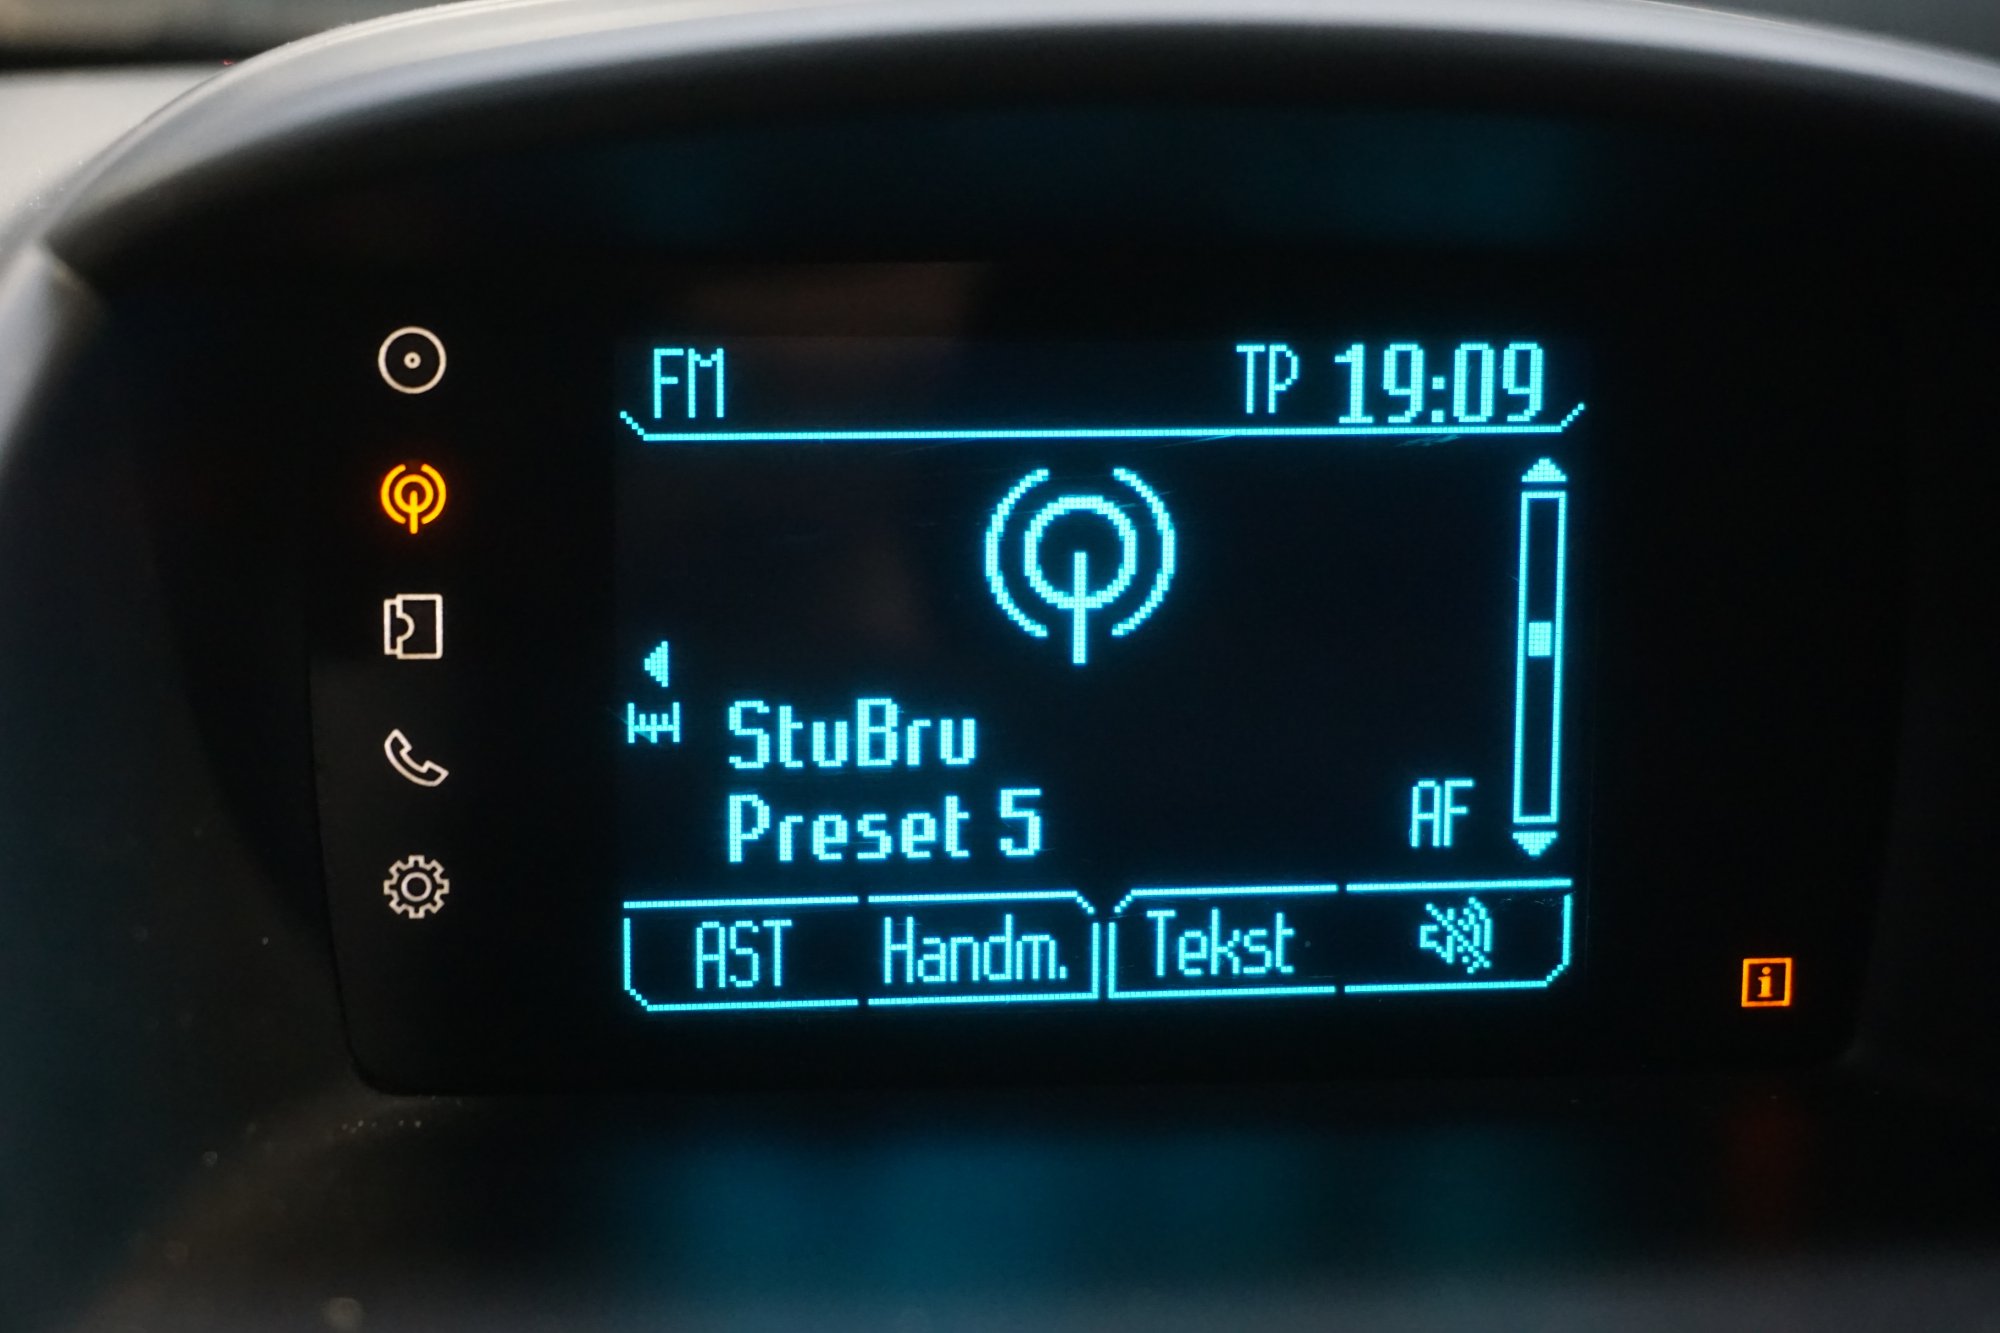 FM TP 19:09
StuBru
Preset 5 AF
AST Handm. Tekst
i